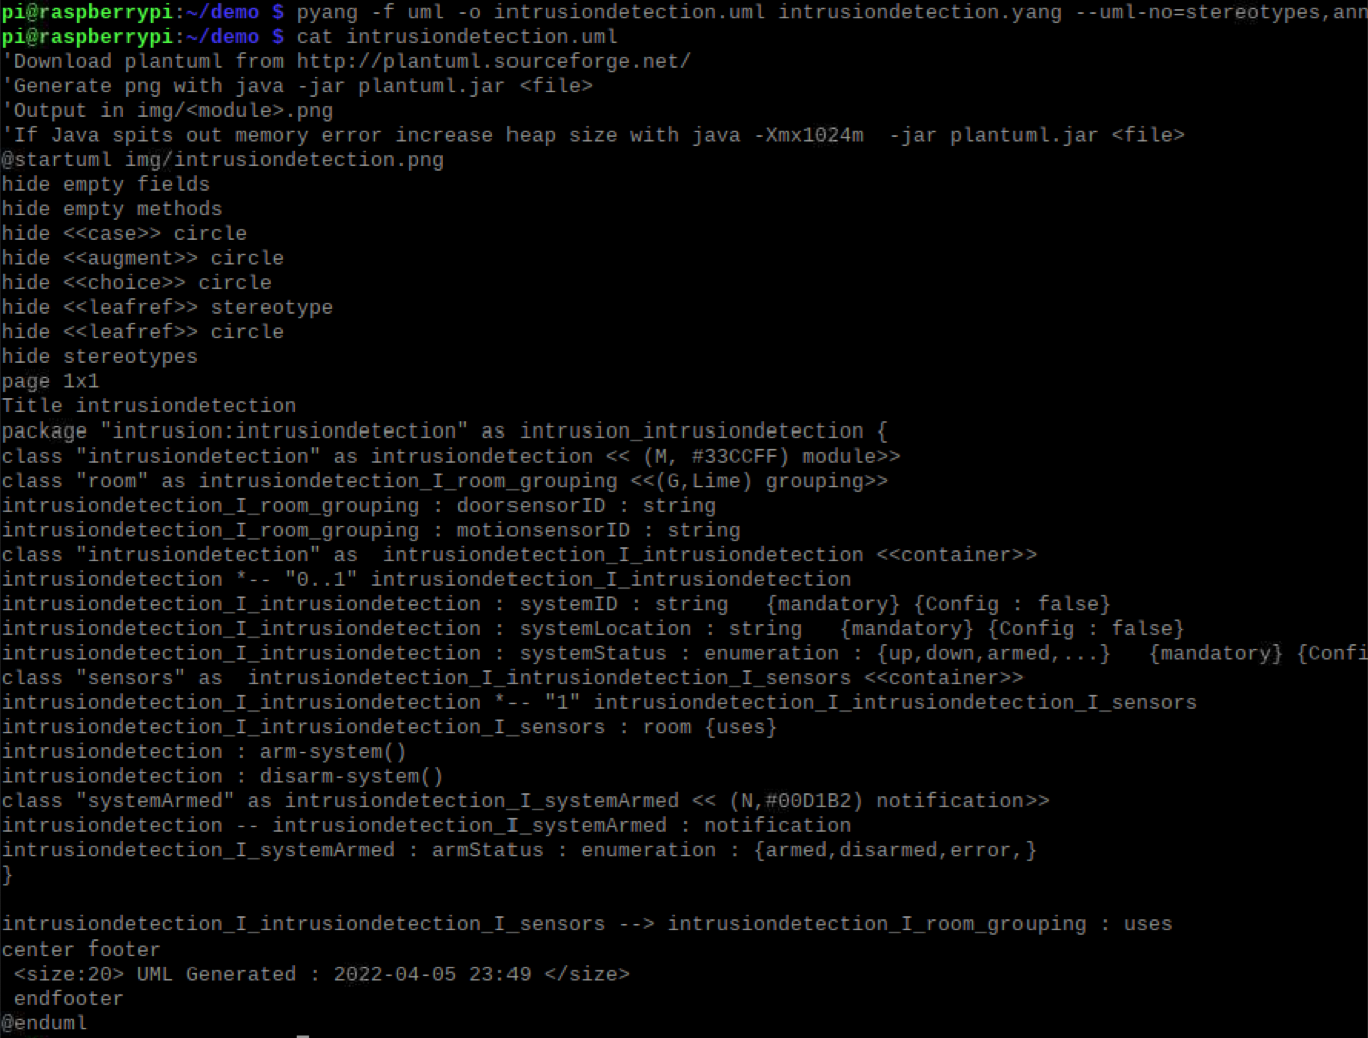 pi@raspberrypi:~/demo $ pyang -f uml -o intrusiondetection.uml intrusiondetection.yang --uml-no=stereotypes,ann
pi@raspberrypi:~/demo $ cat intrusiondetection.uml
'Download plantuml from http://plantuml.sourceforge.net/
'Generate png with java -jar plantuml.jar <file>
'Output in img/<module>.png
'If Java spits out memory error increase heap size with java -Xmx1024m  -jar plantuml.jar <file>
@startuml img/intrusiondetection.png
hide empty fields
hide empty methods
hide <<case>> circle
hide <<augment>> circle
hide <<choice>> circle
hide <<leafref>> stereotype
hide <<leafref>> circle
hide stereotypes
page 1x1
Title intrusiondetection
package "intrusion:intrusiondetection" as intrusion_intrusiondetection {
class "intrusiondetection" as intrusiondetection << (M, #33CCFF) module>>
class "room" as intrusiondetection_I_room_grouping <<(G,Lime) grouping>>
intrusiondetection_I_room_grouping : doorsensorID : string
intrusiondetection_I_room_grouping : motionsensorID : string
class "intrusiondetection" as  intrusiondetection_I_intrusiondetection <<container>>
intrusiondetection *-- "0..1" intrusiondetection_I_intrusiondetection
intrusiondetection_I_intrusiondetection : systemID : string   {mandatory} {Config : false}
intrusiondetection_I_intrusiondetection : systemLocation : string   {mandatory} {Config : false}
intrusiondetection_I_intrusiondetection : systemStatus : enumeration : {up,down,armed,...}   {mandatory} {Confi
class "sensors" as  intrusiondetection_I_intrusiondetection_I_sensors <<container>>
intrusiondetection_I_intrusiondetection *-- "1" intrusiondetection_I_intrusiondetection_I_sensors
intrusiondetection_I_intrusiondetection_I_sensors : room {uses}
intrusiondetection : arm-system()
intrusiondetection : disarm-system()
class "systemArmed" as intrusiondetection_I_systemArmed << (N,#00D1B2) notification>>
intrusiondetection -- intrusiondetection_I_systemArmed : notification
intrusiondetection_I_systemArmed : armStatus : enumeration : {armed,disarmed,error,}
}
intrusiondetection_I_intrusiondetection_I_sensors --> intrusiondetection_I_room_grouping : uses
center footer
 <size:20> UML Generated : 2022-04-05 23:49 </size>
 endfooter
@enduml